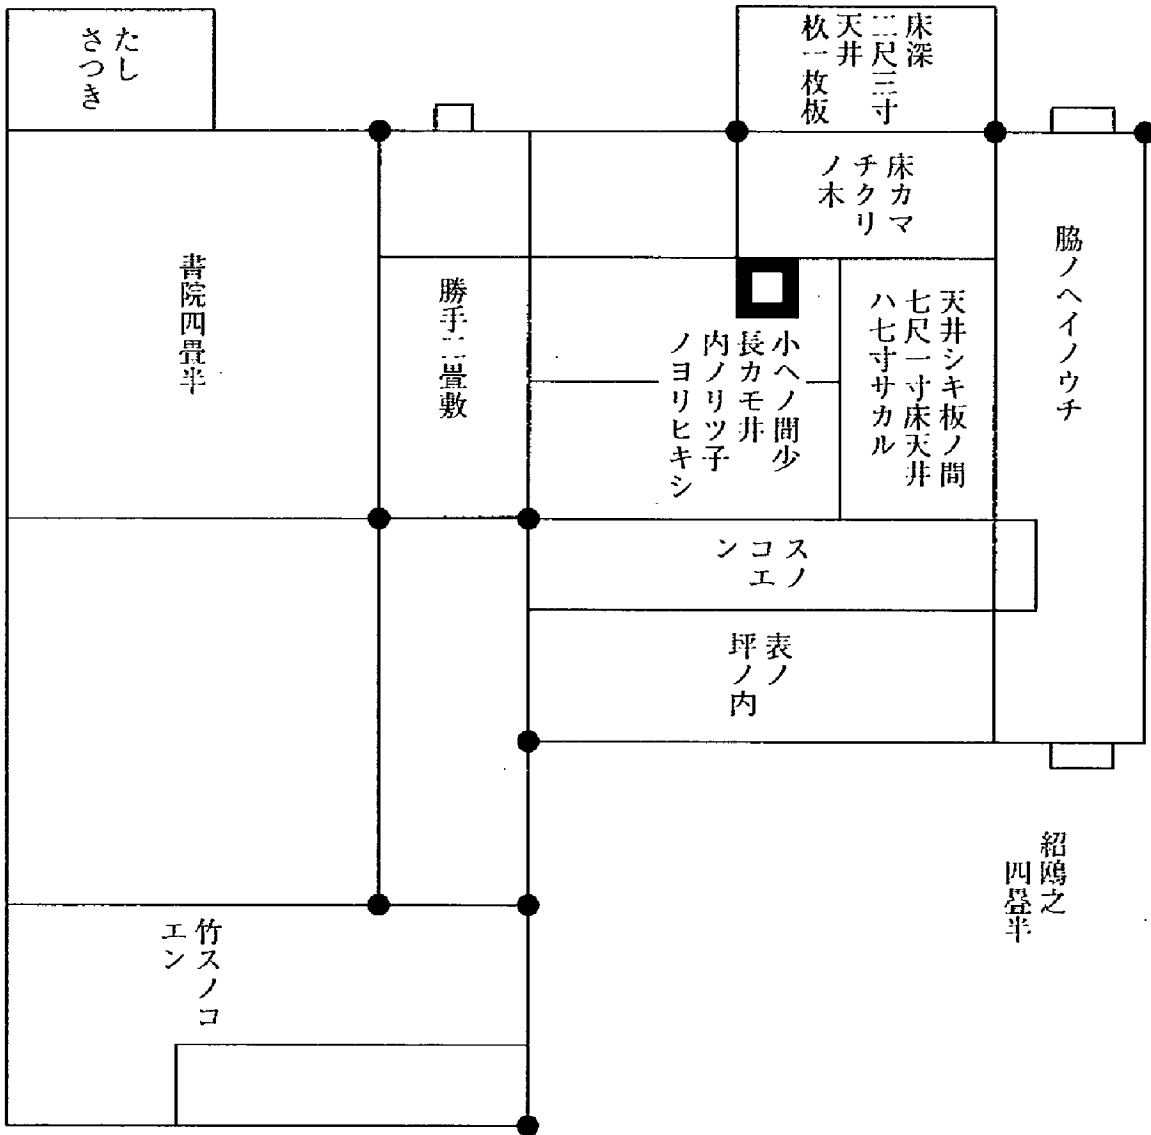 床深
二尺三寸
天井
枚一枚板
床カマ
チクリ
ノ木
脇ノヘイノウチ
天井シキ板ノ間
七尺一寸床天井
ハ七寸サカル
小ヘノ間少
長カモ井
内ノリツ子
ノヨリヒキシ
スノ
コエ
ン
表ノ
坪ノ内
紹鴎之
四畳半
勝手二畳敷
たし
さつき
書院四畳半
竹スノコ
エン